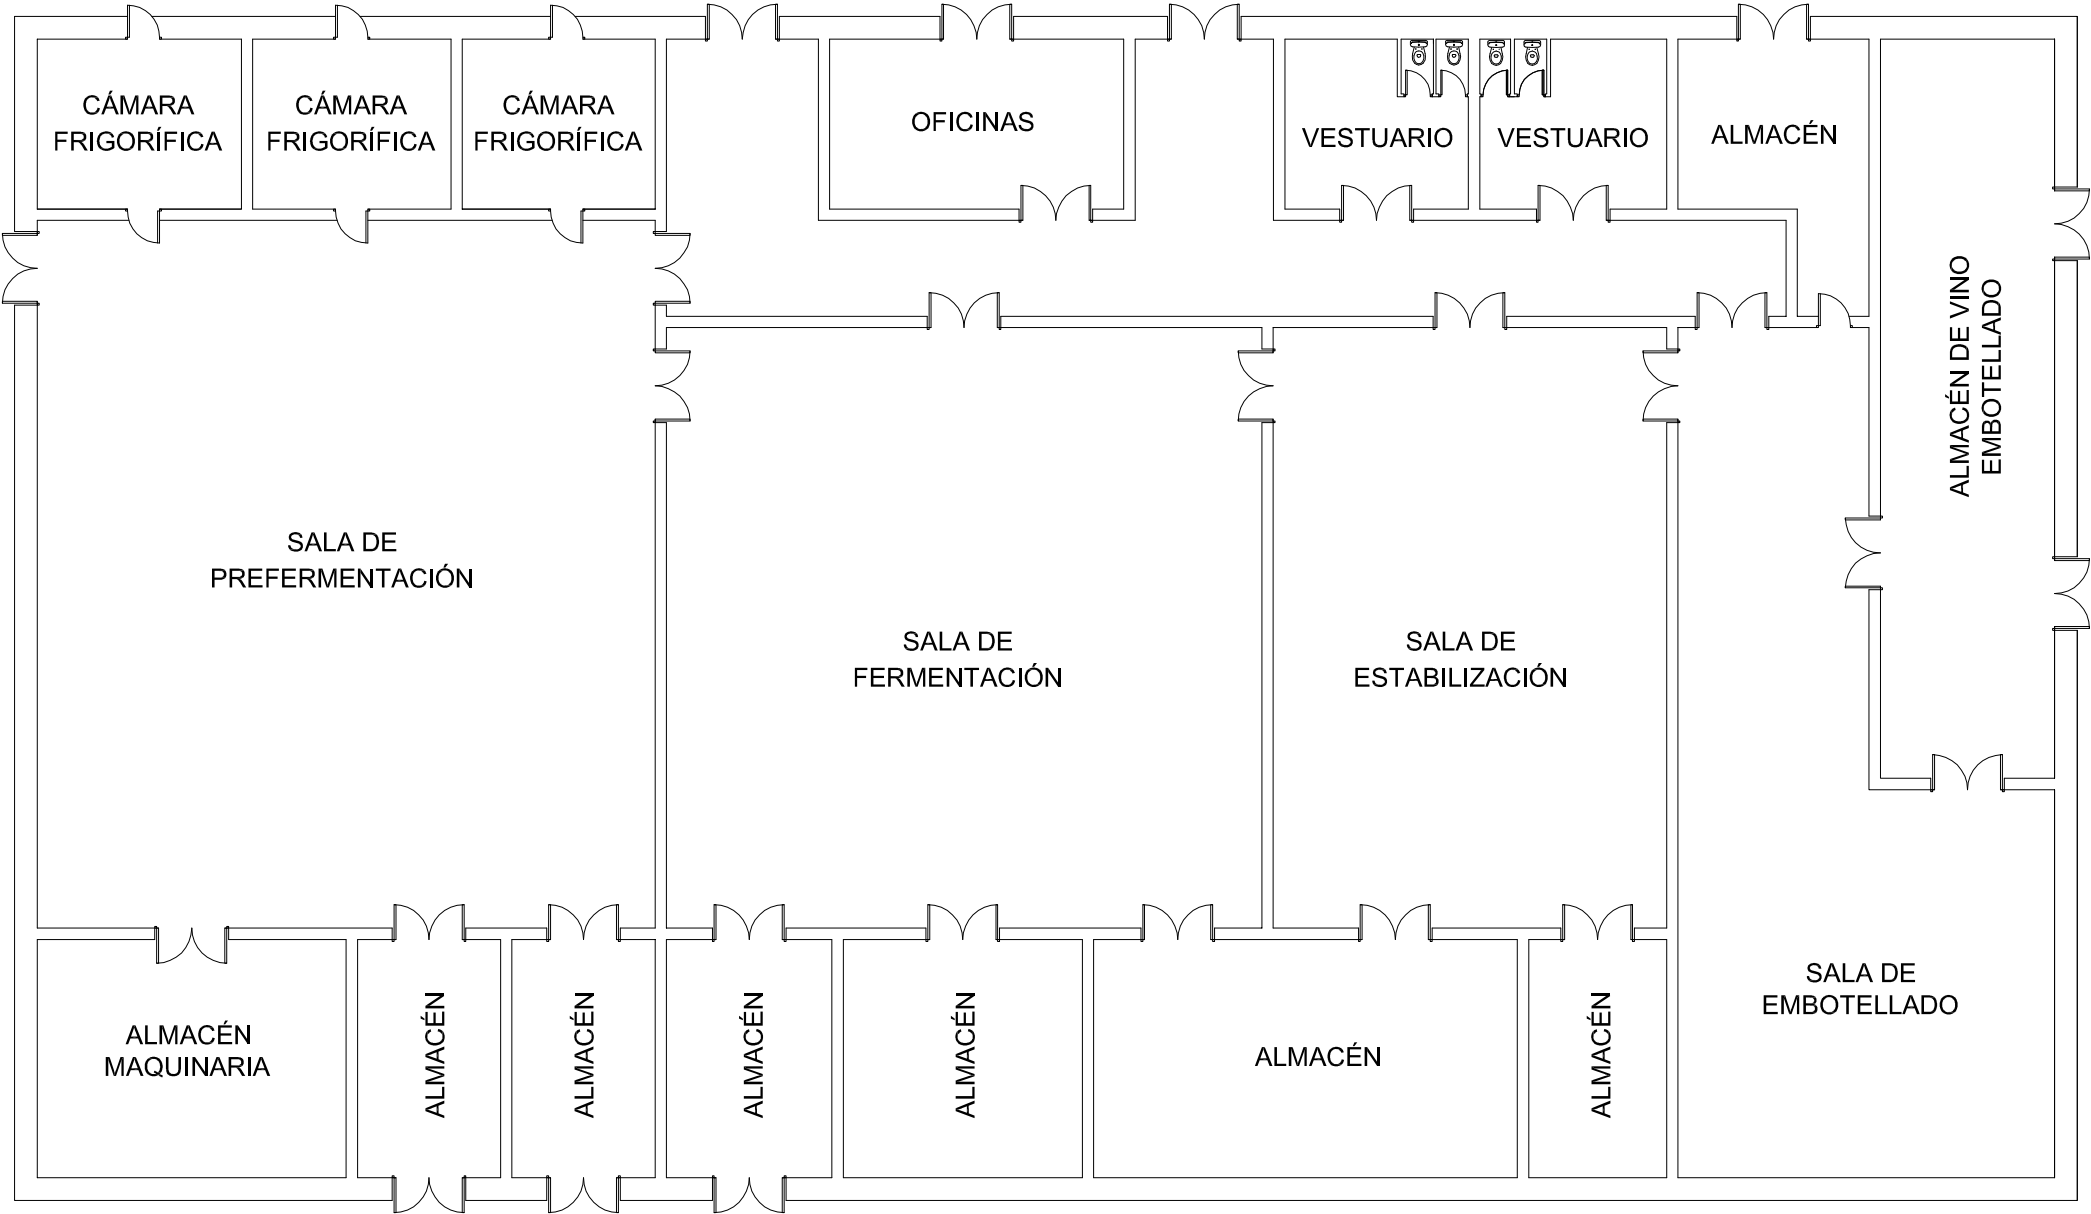 CÁMARA
FRIGORÍFICA
CÁMARA
FRIGORÍFICA
CÁMARA
FRIGORÍFICA
OFICINAS
VESTUARIO
VESTUARIO
ALMACÉN
ALMACÉN DE VINO
EMBOTELLADO
SALA DE
PREFERMENTACIÓN
SALA DE
FERMENTACIÓN
SALA DE
ESTABILIZACIÓN
SALA DE
EMBOTELLADO
ALMACÉN
MAQUINARIA
ALMACÉN
ALMACÉN
ALMACÉN
ALMACÉN
ALMACÉN
ALMACÉN